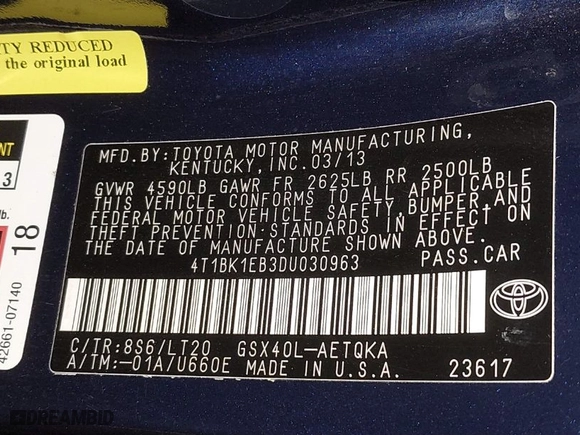 TY REDUCED
the original load
NT
3
lb.
18
42661-07140
MFD.BY:TOYOTA MOTOR MANUFACTURING,
KENTUCKY,INC.03/13
GVWR 4590LB GAWR FR 2625LB RR 2500LB
THIS VEHICLE CONFORMS TO ALL APPLICABLE
FEDERAL MOTOR VEHICLE SAFETY,BUMPER,AND
THEFT PREVENTION STANDARDS IN EFFECT ON
THE DATE OF MANUFACTURE SHOWN ABOVE.
4T1BK1EB3DU030963 PASS.CAR
C/TR:8S6/LT20 GSX40L-AETQKA
A/TM:-01A/U660E MADE IN U.S.A. 23617
DREAMBID